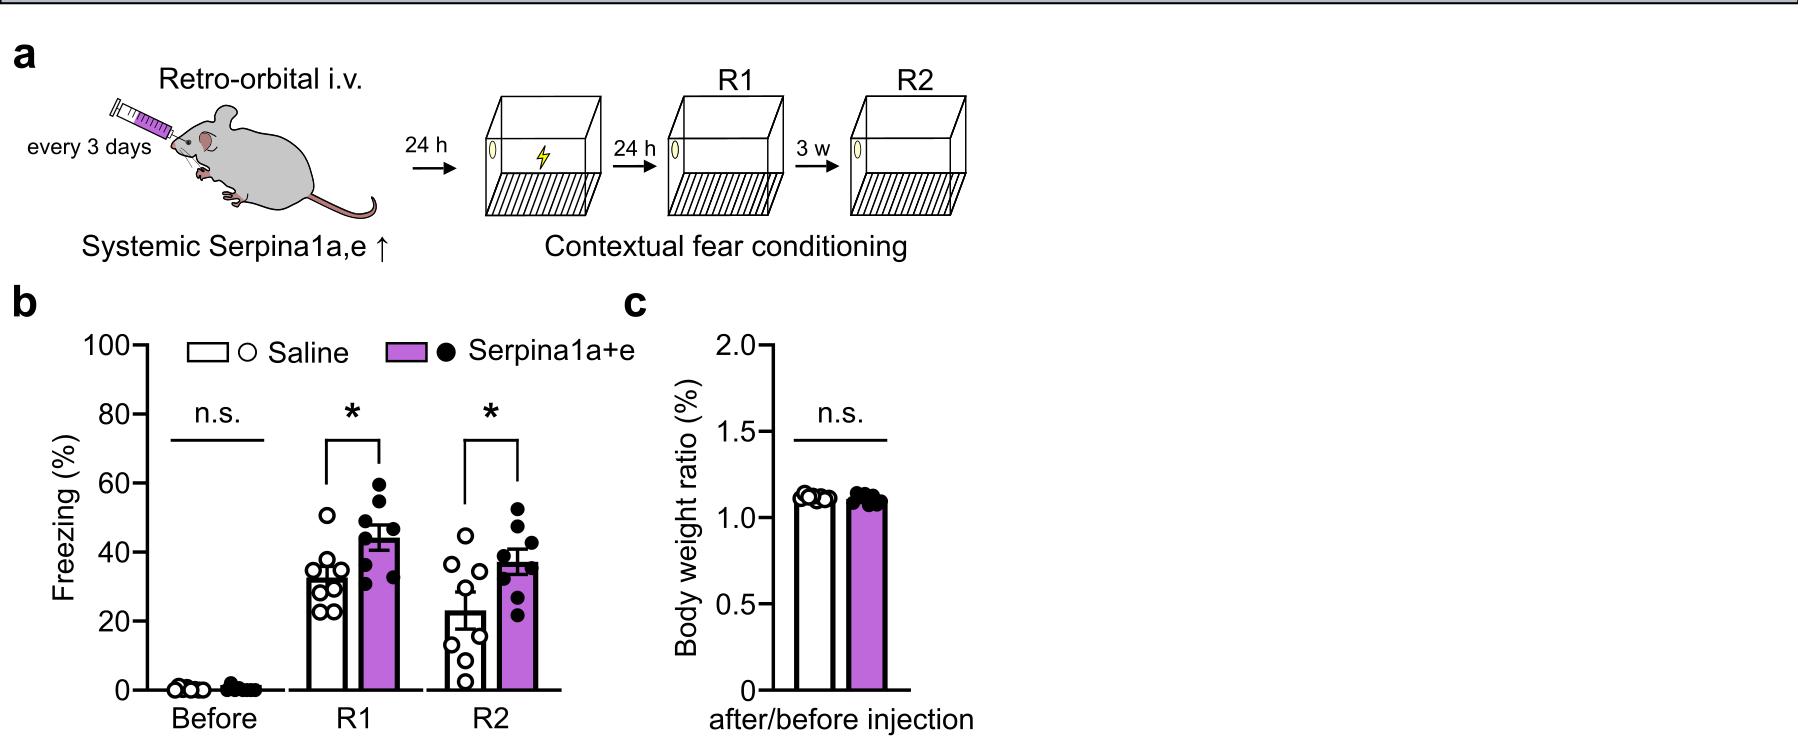 a
Retro-orbital i.v.
every 3 days
Systemic Serpina1a,e ↑
24 h
24 h
R1
3 w
R2
Contextual fear conditioning
b
Freezing (%)
100
80
60
40
20
0
Saline
Serpina1a+e
n.s.
*
*
Before
R1
R2
c
Body weight ratio (%)
2.0
1.5
1.0
0.5
0
n.s.
after/before injection